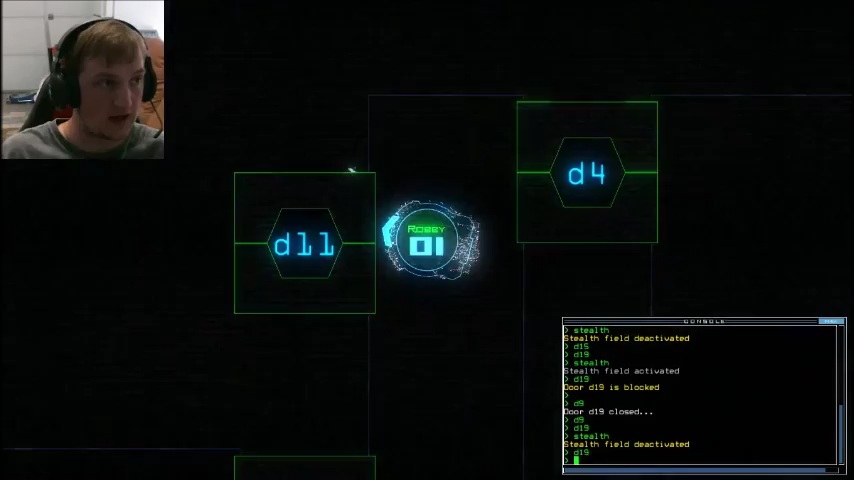 d4
d11
ROBBY
01
CONSOLE
> stealth
Stealth field deactivated
> d15
> d19
> stealth
Stealth field activated
> d19
Door d19 is blocked
>
> d9
Door d19 closed...
> d9
> d19
> stealth
Stealth field deactivated
> d19
>